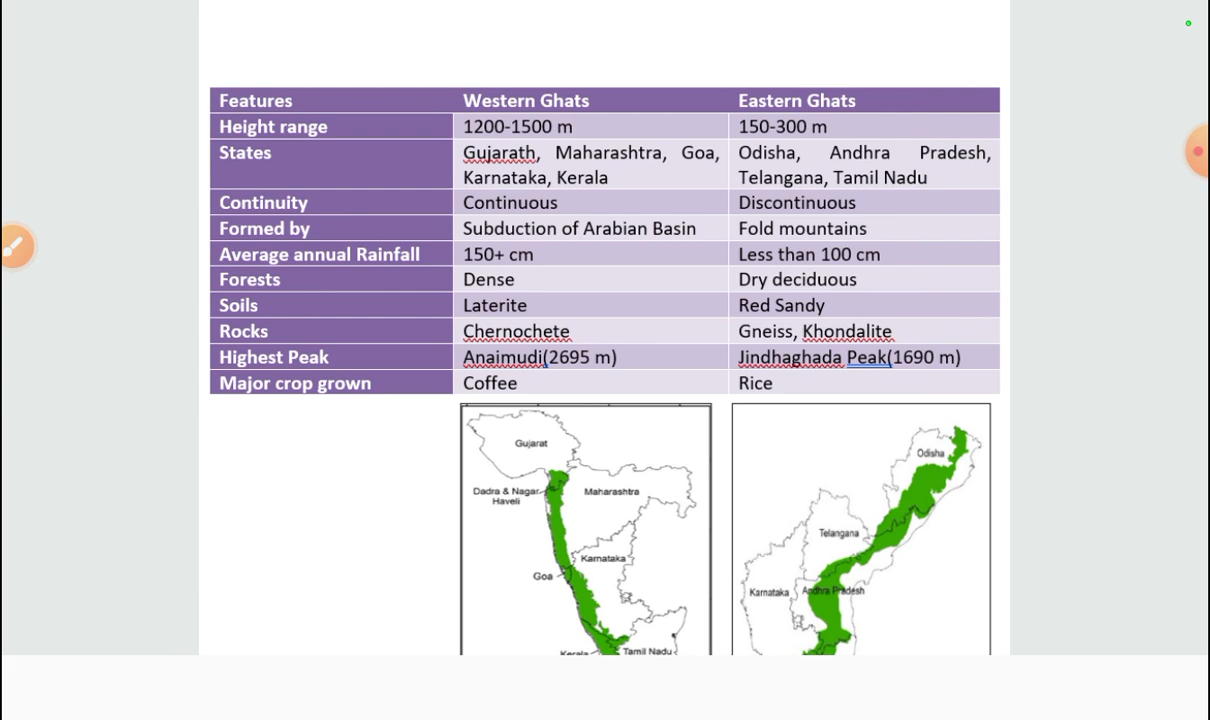 Features Western Ghats Eastern Ghats
Height range 1200-1500 m 150-300 m
States Gujarath, Maharashtra, Goa, Odisha, Andhra Pradesh,
Karnataka, Kerala Telangana, Tamil Nadu
Continuity Continuous Discontinuous
Formed by Subduction of Arabian Basin Fold mountains
Average annual Rainfall 150+ cm Less than 100 cm
Forests Dense Dry deciduous
Soils Laterite Red Sandy
Rocks Chernochete Gneiss, Khondalite
Highest Peak Anaimudi(2695 m) Jindhaghada Peak(1690 m)
Major crop grown Coffee Rice
Gujarat
Dadra & Nagar
Haveli
Maharashtra
Karnataka
Goa
Kerala
Tamil Nadu
Odisha
Telangana
Karnataka
Andhra Pradesh